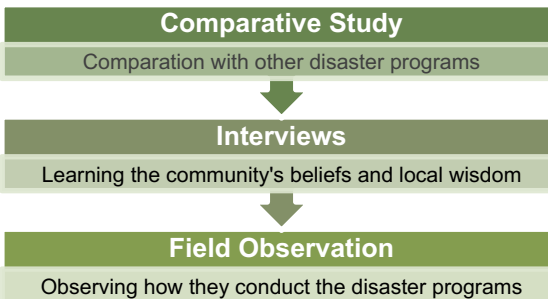 Comparative Study
Comparation with other disaster programs
Interviews
Learning the community's beliefs and local wisdom
Field Observation
Observing how they conduct the disaster programs